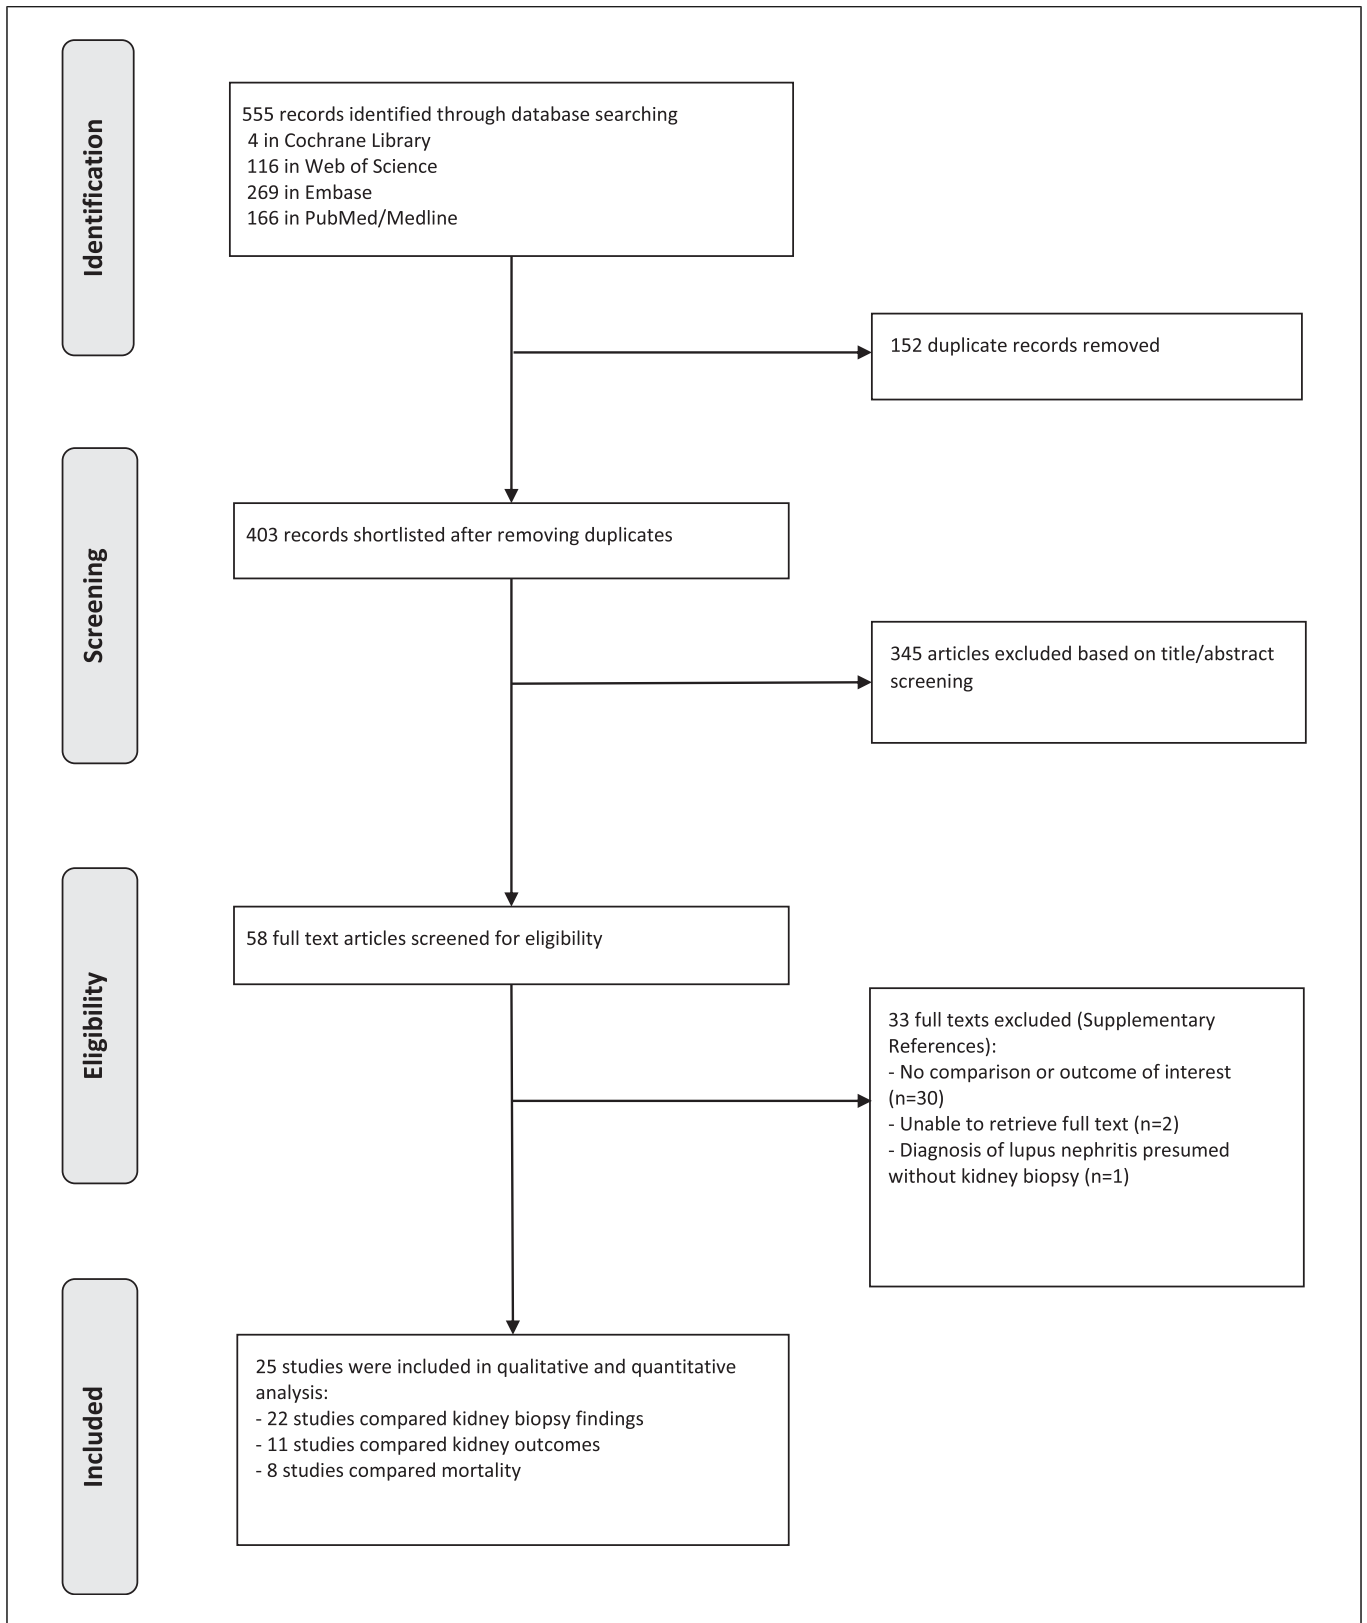 Identification
555 records identified through database searching
4 in Cochrane Library
116 in Web of Science
269 in Embase
166 in PubMed/Medline
152 duplicate records removed
Screening
403 records shortlisted after removing duplicates
345 articles excluded based on title/abstract
screening
Eligibility
58 full text articles screened for eligibility
33 full texts excluded (Supplementary
References):
- No comparison or outcome of interest
(n=30)
- Unable to retrieve full text (n=2)
- Diagnosis of lupus nephritis presumed
without kidney biopsy (n=1)
Included
25 studies were included in qualitative and quantitative
analysis:
- 22 studies compared kidney biopsy findings
- 11 studies compared kidney outcomes
- 8 studies compared mortality